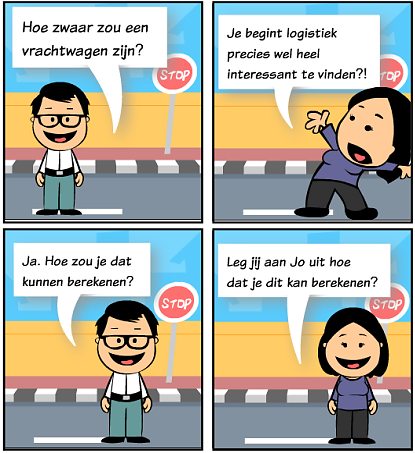 Hoe zwaar zou een
vrachtwagen zijn?
STOP
Je begint logistiek
precies wel heel
interessant te vinden?!
STOP
Ja. Hoe zou je dat
kunnen berekenen?
STOP
Leg jij aan Jo uit hoe
dat je dit kan berekenen?
STOP